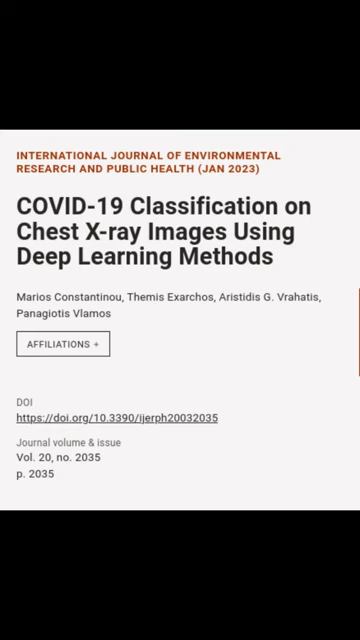 INTERNATIONAL JOURNAL OF ENVIRONMENTAL
RESEARCH AND PUBLIC HEALTH (JAN 2023)
COVID-19 Classification on
Chest X-ray Images Using
Deep Learning Methods
Marios Constantinou, Themis Exarchos, Aristidis G. Vrahatis,
Panagiotis Vlamos
AFFILIATIONS +
DOI
https://doi.org/10.3390/ijerph20032035
Journal volume & issue
Vol. 20, no. 2035
p. 2035